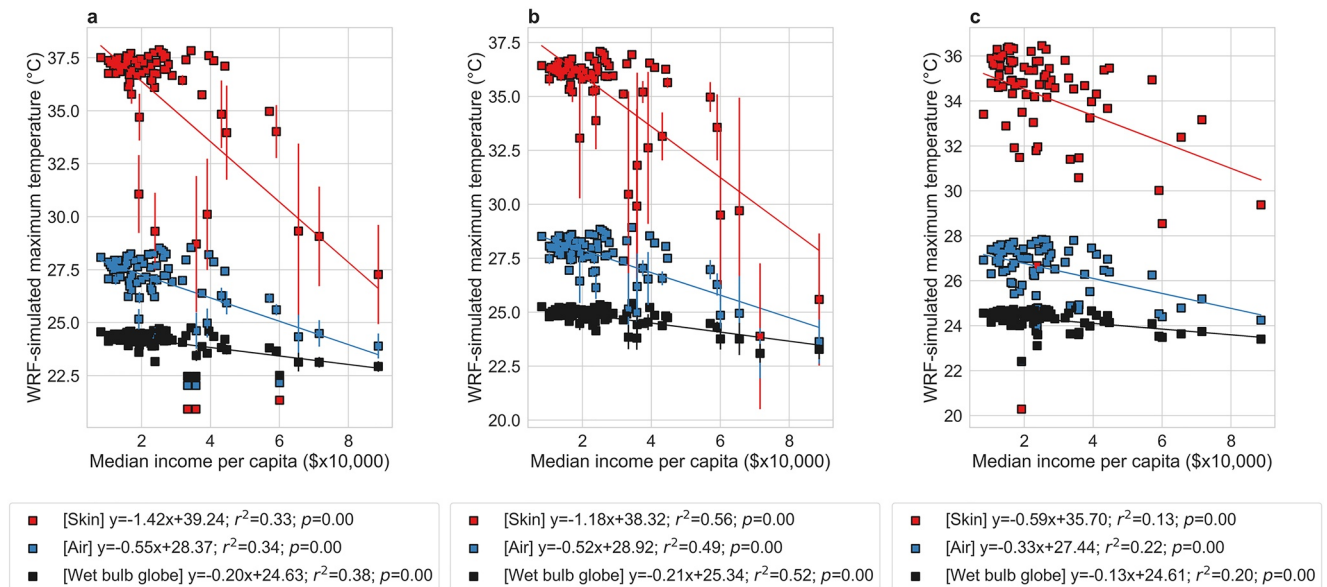 a
WRF-simulated maximum temperature (°C)
37.5
35.0
32.5
30.0
27.5
25.0
22.5
2 4 6 8
Median income per capita ($x10,000)
[Skin] y=-1.42x+39.24; r²=0.33; p=0.00
[Air] y=-0.55x+28.37; r²=0.34; p=0.00
[Wet bulb globe] y=-0.20x+24.63; r²=0.38; p=0.00
b
WRF-simulated maximum temperature (°C)
37.5
35.0
32.5
30.0
27.5
25.0
22.5
20.0
2 4 6 8
Median income per capita ($x10,000)
[Skin] y=-1.18x+38.32; r²=0.56; p=0.00
[Air] y=-0.52x+28.92; r²=0.49; p=0.00
[Wet bulb globe] y=-0.21x+25.34; r²=0.52; p=0.00
c
WRF-simulated maximum temperature (°C)
36
34
32
30
28
26
24
22
20
2 4 6 8
Median income per capita ($x10,000)
[Skin] y=-0.59x+35.70; r²=0.13; p=0.00
[Air] y=-0.33x+27.44; r²=0.22; p=0.00
[Wet bulb globe] y=-0.13x+24.61; r²=0.20; p=0.00